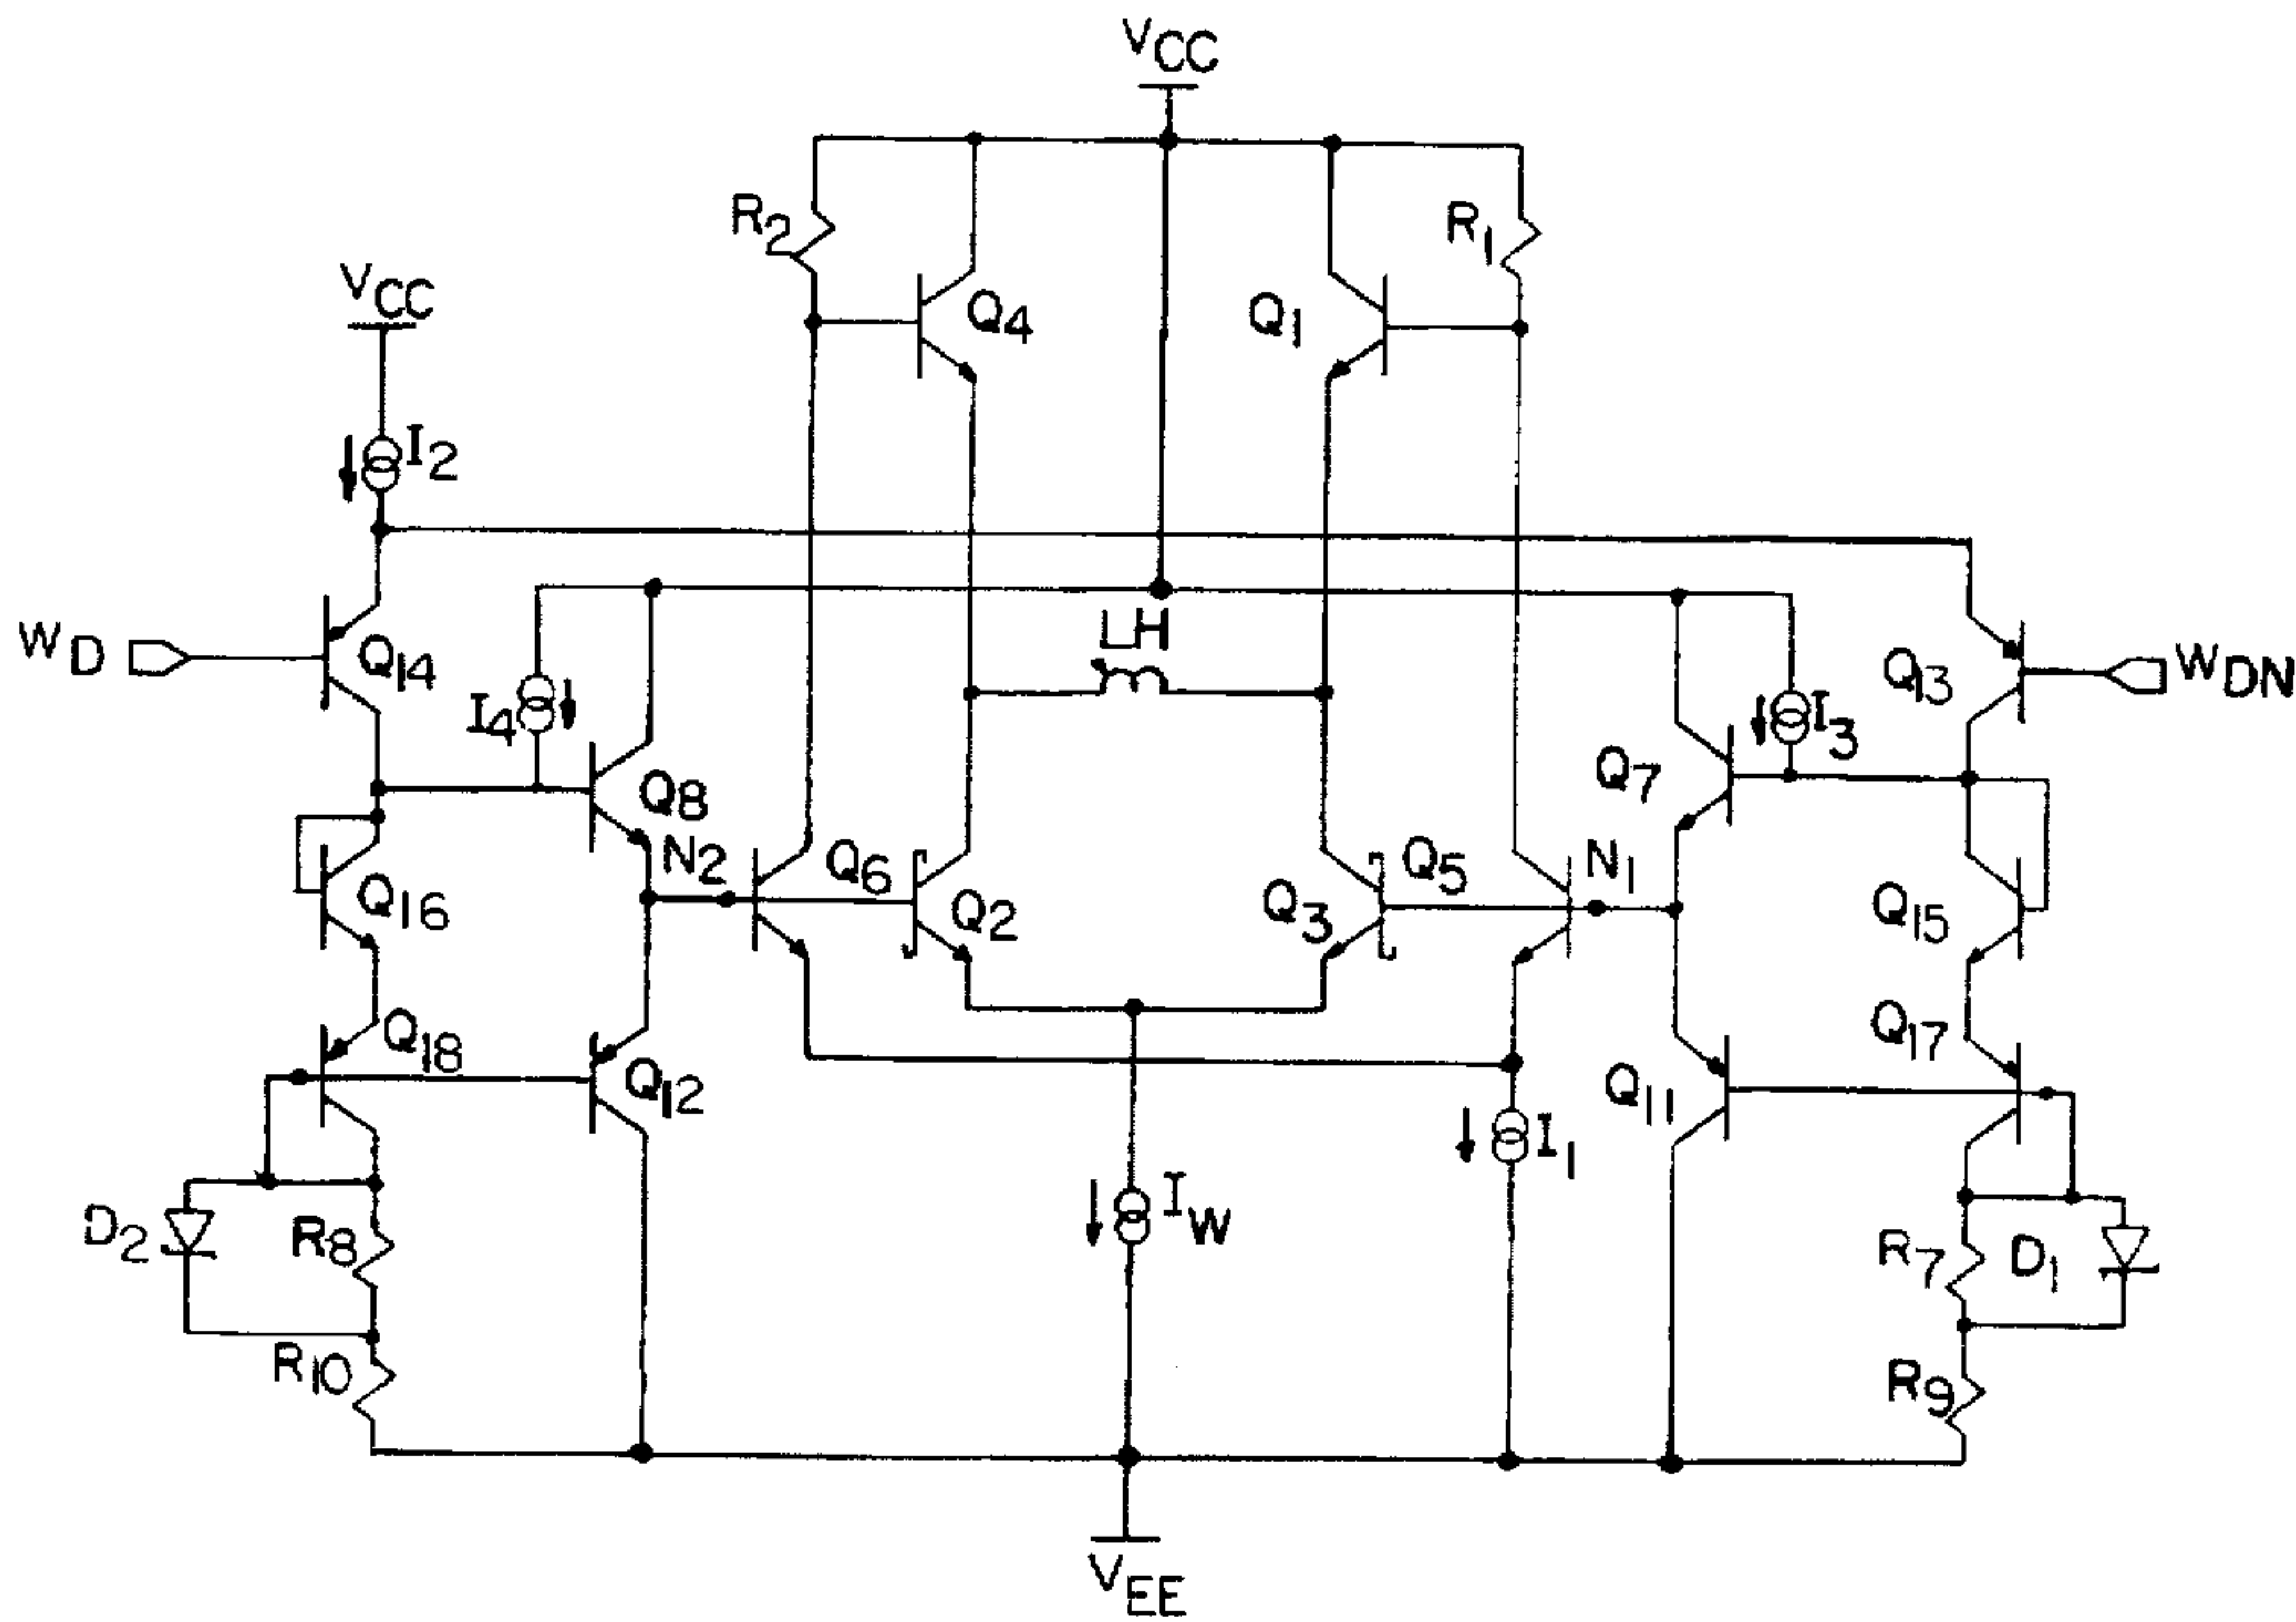 VCC
R2
R1
Q4
Q1
VCC
I2
WD
Q14
LH
Q13
WDN
I4
I3
Q8
Q7
N2
Q6
Q5
N1
Q16
Q2
Q3
Q15
Q18
Q12
Q11
Q17
I1
IW
D2
R8
R7
D1
R10
R9
VEE